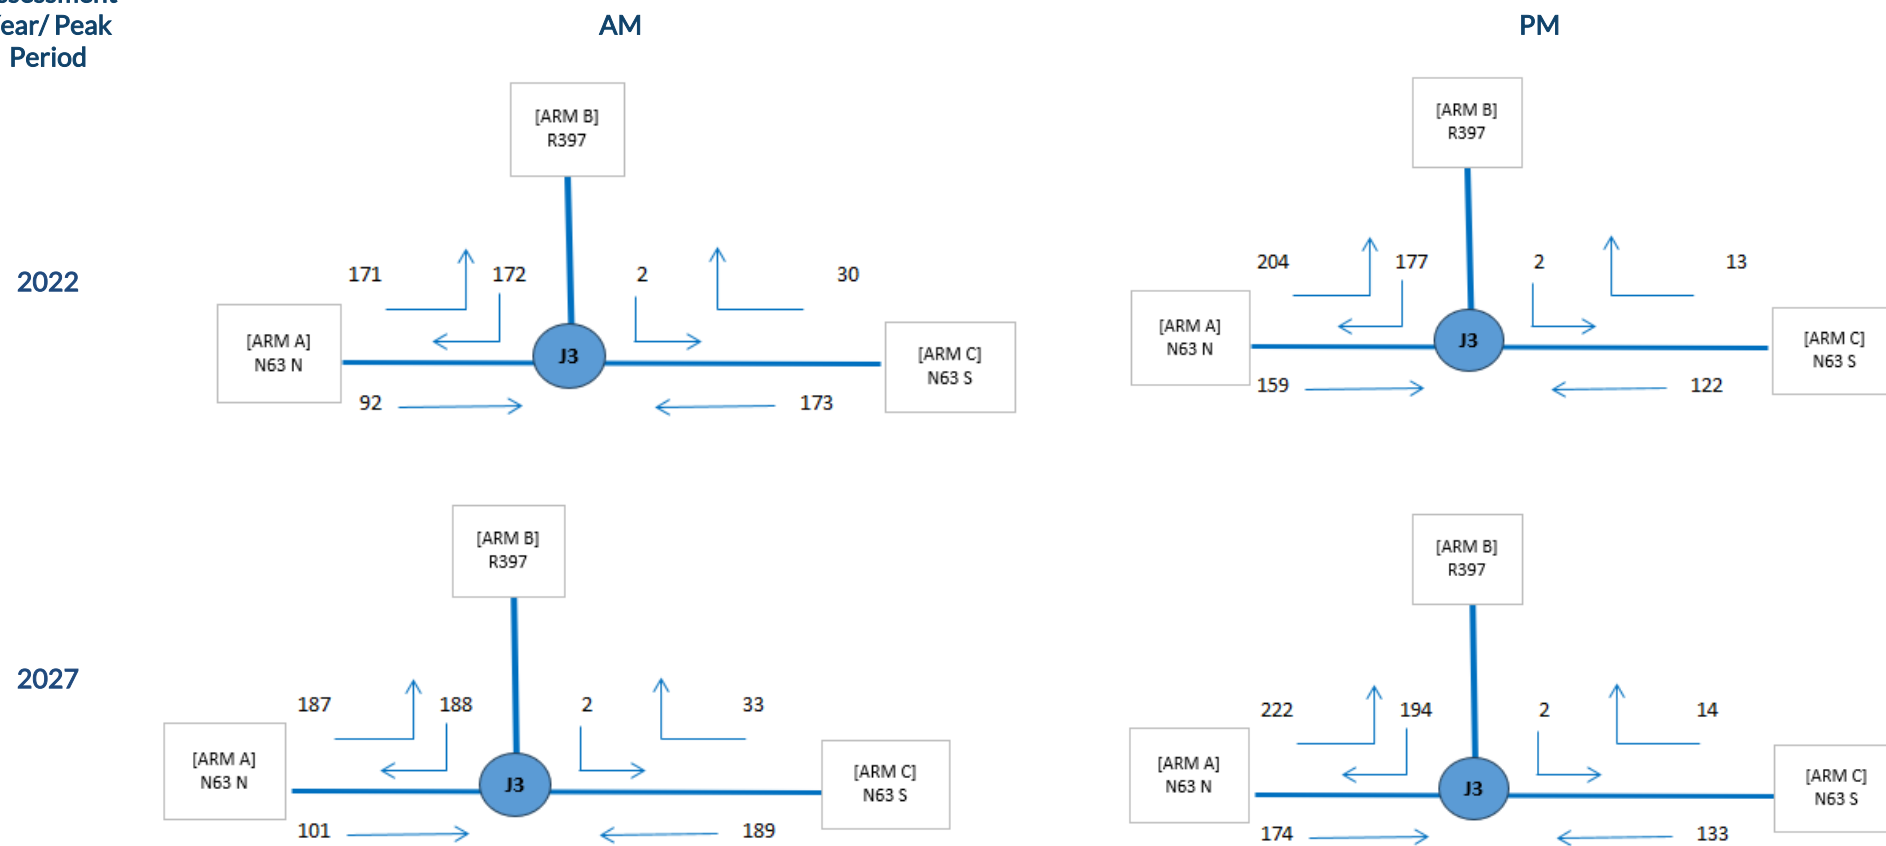 Year/ Peak
Period
AM
PM
2022
[ARM B]
R397
171
172
2
30
[ARM A]
N63 N
J3
[ARM C]
N63 S
92
173
[ARM B]
R397
204
177
2
13
[ARM A]
N63 N
J3
[ARM C]
N63 S
159
122
2027
[ARM B]
R397
187
188
2
33
[ARM A]
N63 N
J3
[ARM C]
N63 S
101
189
[ARM B]
R397
222
194
2
14
[ARM A]
N63 N
J3
[ARM C]
N63 S
174
133